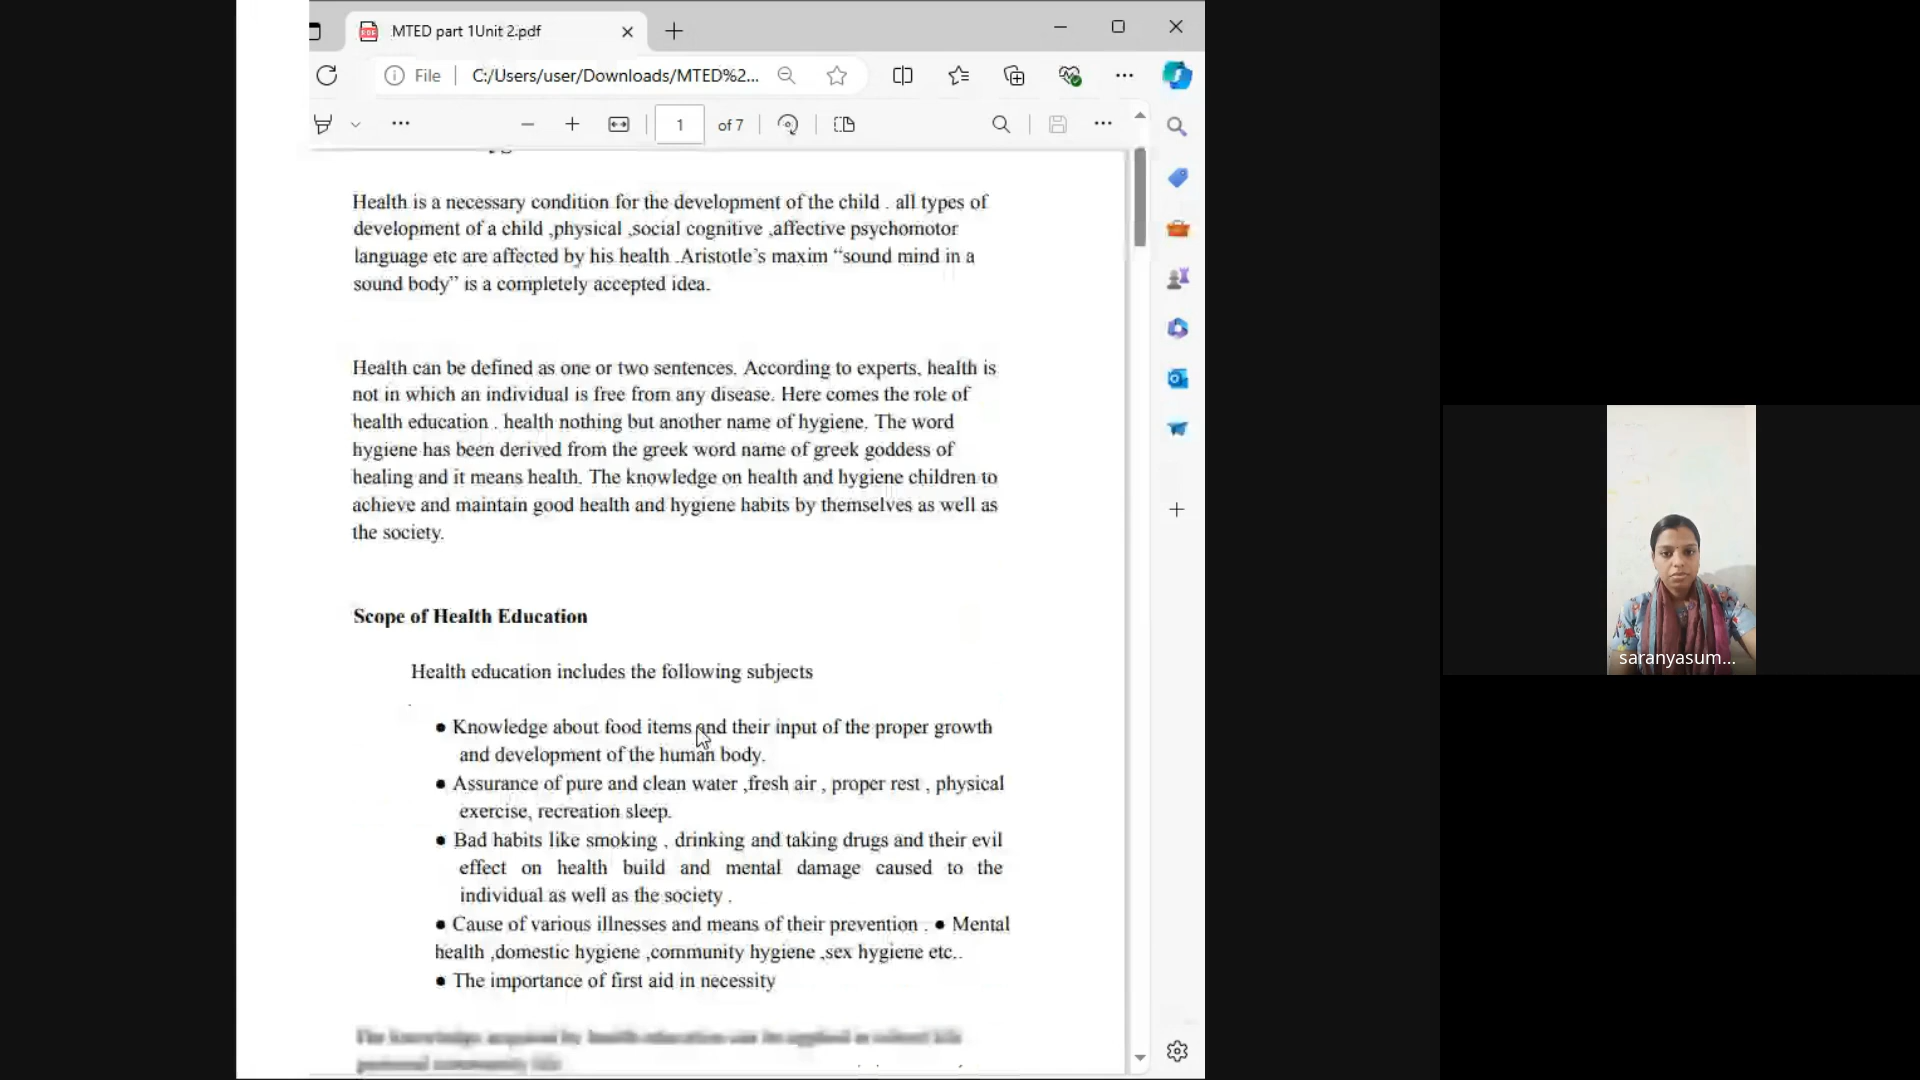 MTED part 1Unit 2.pdf
File
C:/Users/user/Downloads/MTED%2...
1 of 7
Health is a necessary condition for the development of the child . all types of
development of a child ,physical ,social cognitive ,affective psychomotor
language etc are affected by his health .Aristotle’s maxim “sound mind in a
sound body” is a completely accepted idea.
Health can be defined as one or two sentences. According to experts, health is
not in which an individual is free from any disease. Here comes the role of
health education . health nothing but another name of hygiene. The word
hygiene has been derived from the greek word name of greek goddess of
healing and it means health. The knowledge on health and hygiene children to
achieve and maintain good health and hygiene habits by themselves as well as
the society.
Scope of Health Education
Health education includes the following subjects
.
● Knowledge about food items and their input of the proper growth
and development of the human body.
● Assurance of pure and clean water ,fresh air , proper rest , physical
exercise, recreation sleep.
● Bad habits like smoking , drinking and taking drugs and their evil
effect on health build and mental damage caused to the
individual as well as the society .
● Cause of various illnesses and means of their prevention . ● Mental
health ,domestic hygiene ,community hygiene ,sex hygiene etc..
● The importance of first aid in necessity
saranyasum...